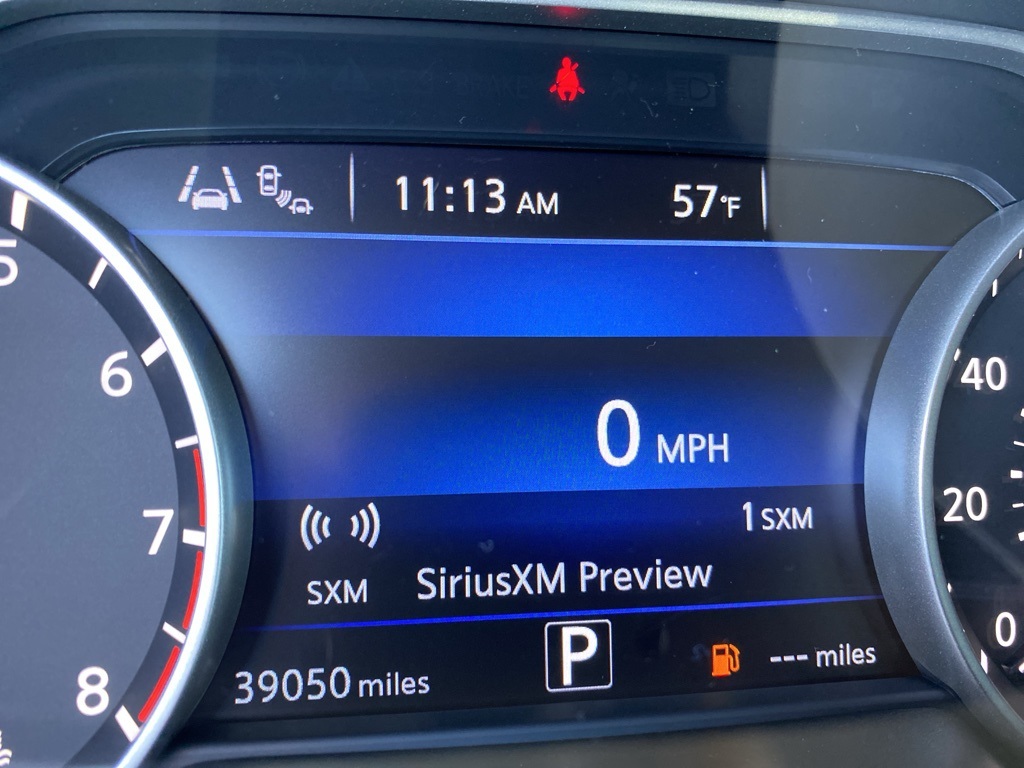 11:13 AM 57°F
5
6
7
8
0 MPH
1 SXM
SXM SiriusXM Preview
39050 miles P --- miles
40
20
0